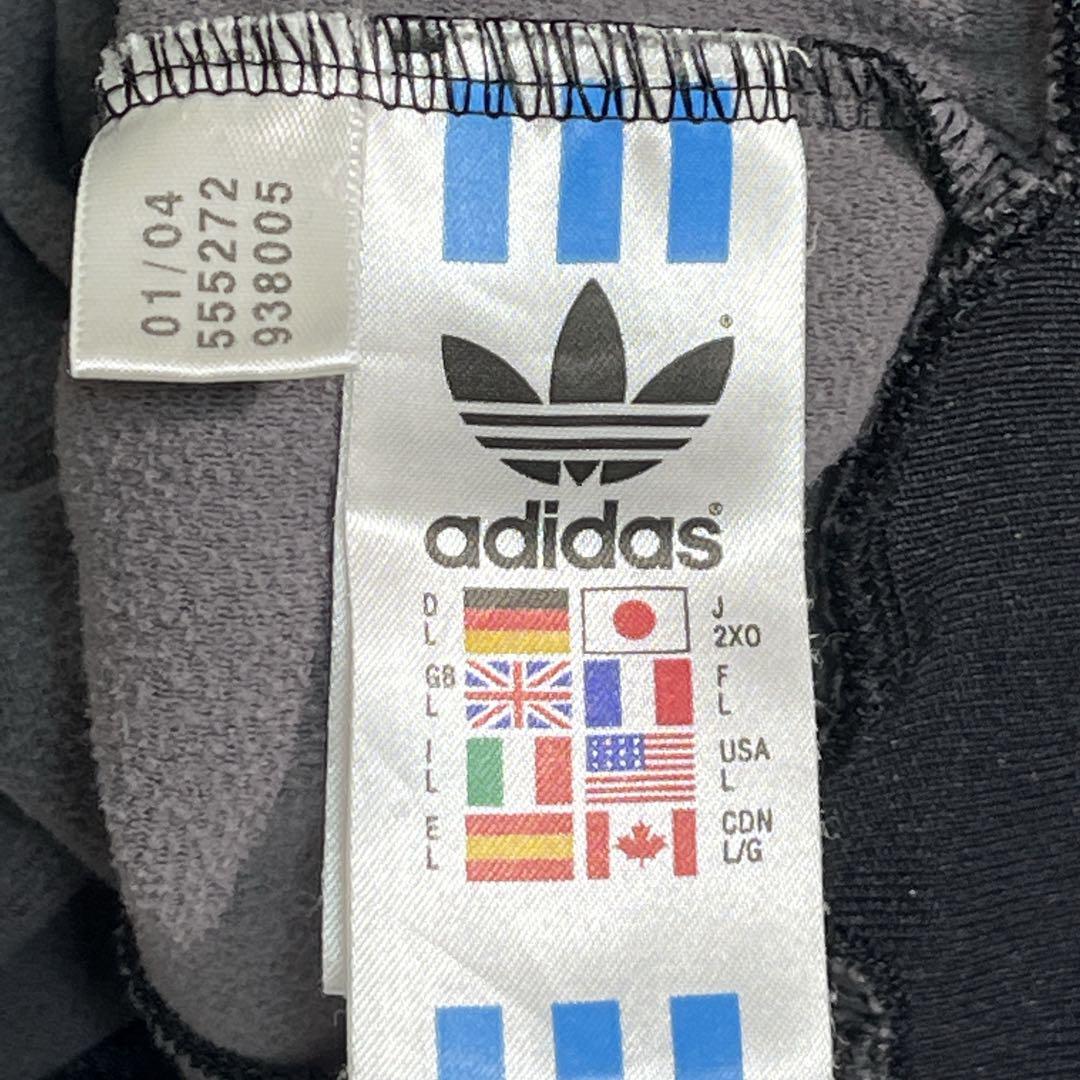 01/04
555272
938005
adidas®
D
L
J
2XO
GB
L
F
L
I
L
USA
L
E
L
CDN
L/G